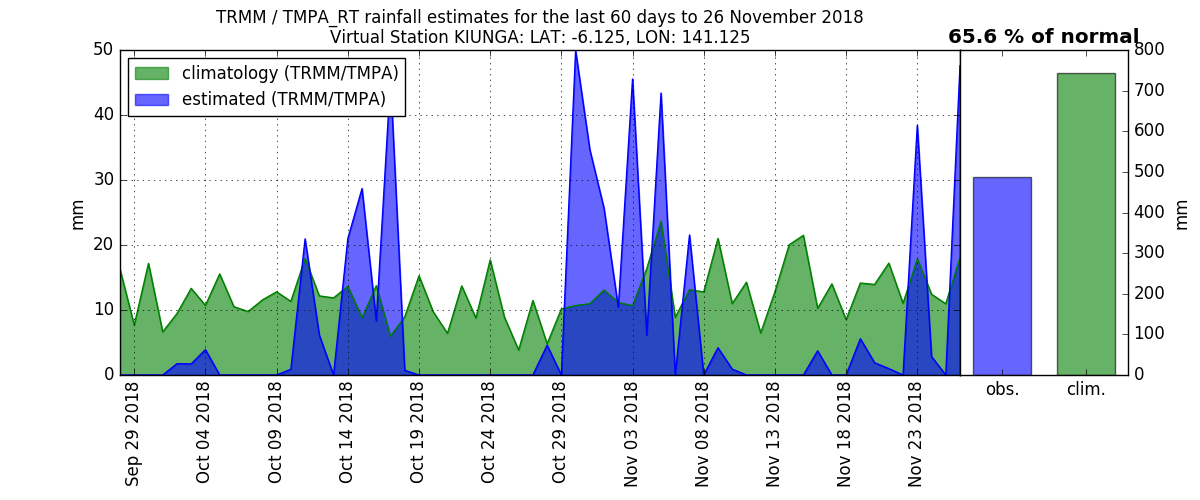 TRMM / TMPA_RT rainfall estimates for the last 60 days to 26 November 2018
Virtual Station KIUNGA: LAT: -6.125, LON: 141.125
65.6 % of normal
climatology (TRMM/TMPA)
estimated (TRMM/TMPA)
50
40
30
20
10
0
mm
Sep 29 2018
Oct 04 2018
Oct 09 2018
Oct 14 2018
Oct 19 2018
Oct 24 2018
Oct 29 2018
Nov 03 2018
Nov 08 2018
Nov 13 2018
Nov 18 2018
Nov 23 2018
800
700
600
500
400
300
200
100
0
mm
obs.
clim.